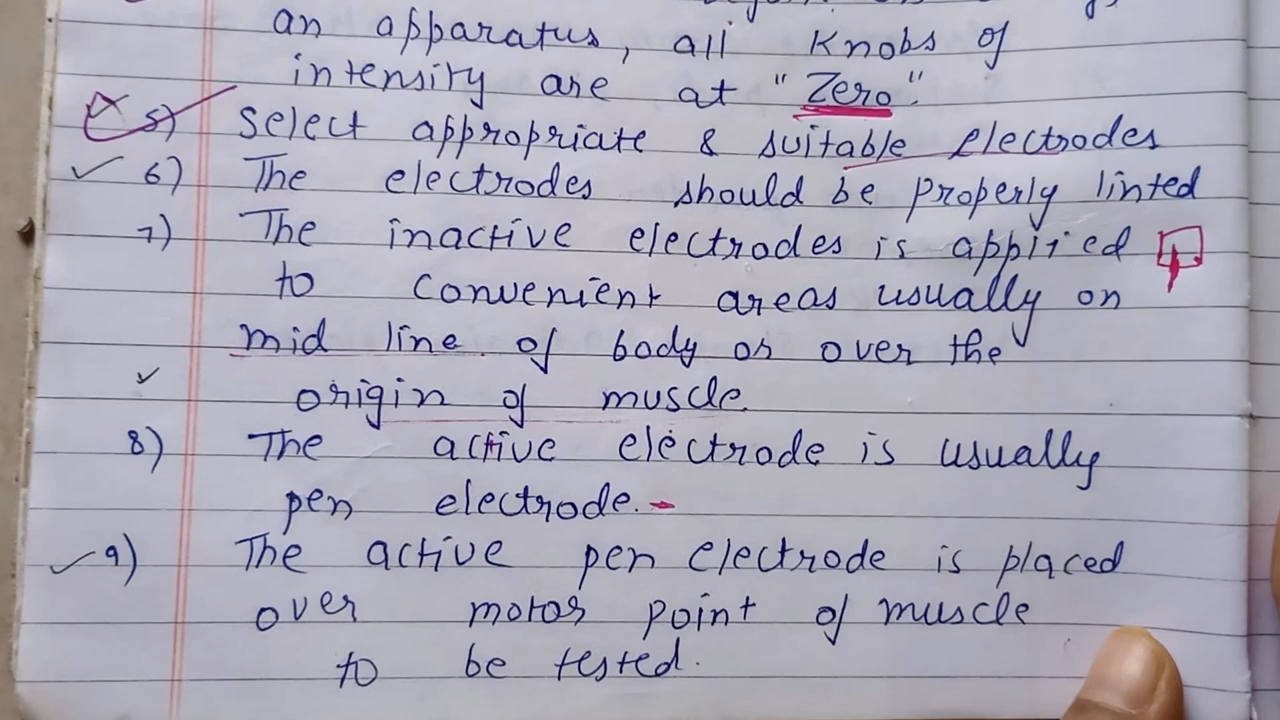 an apparatus, all Knobs of
intensity are at "Zero".
5) Select appropriate & suitable electrodes
6) The electrodes should be properly linted
7) The inactive electrodes is applied
to convenient areas usually on
mid line of body or over the
origin of muscle.
8) The active electrode is usually
pen electrode.
9) The active pen electrode is placed
over motor point of muscle
to be tested.